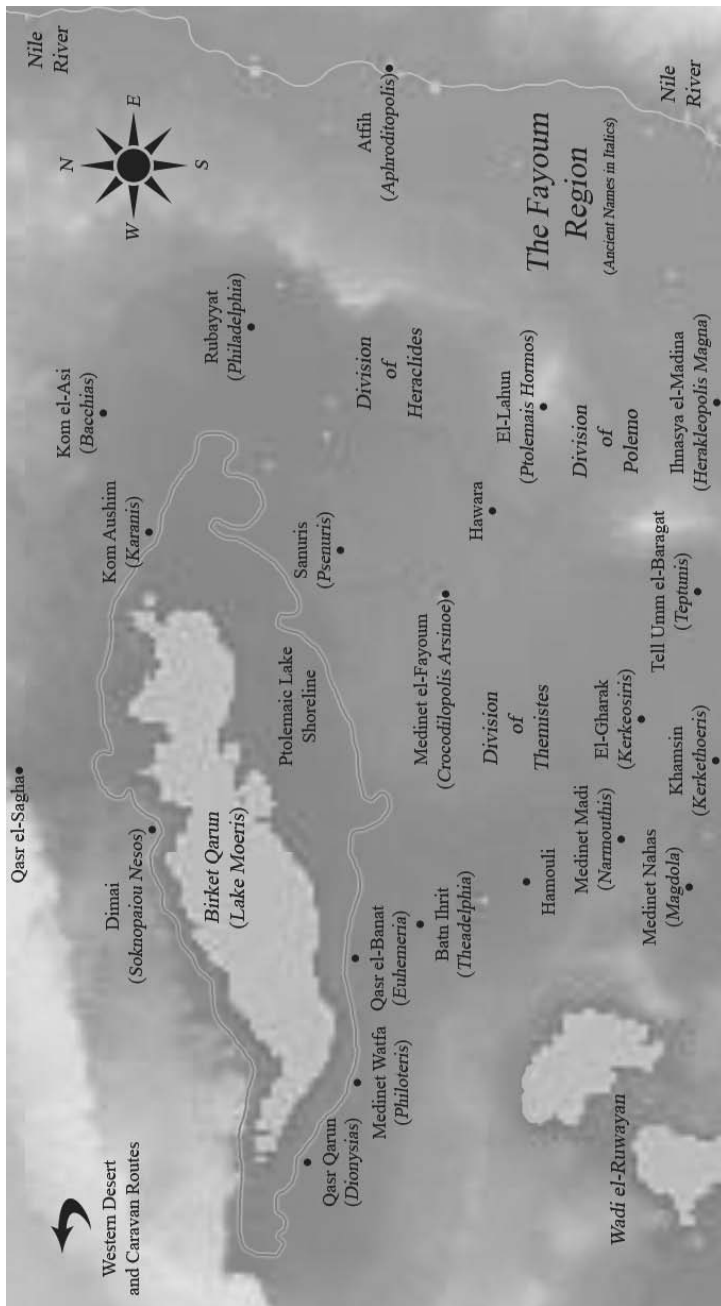 Western Desert
and Caravan Routes
Qasr el-Sagha
Nile
River
N
W
E
S
Kom el-Asi
(Bacchias)
Dimai
(Soknopaiou Nesos)
Kom Aushim
(Karanis)
Rubayyat
(Philadelphia)
Birket Qarun
(Lake Moeris)
Ptolemaic Lake
Shoreline
Sanuris
(Psenuris)
Qasr Qarun
(Dionysias)
Medinet Watfa
(Philoteris)
Qasr el-Banat
(Euhemeria)
Batn Ihrit
(Theadelphia)
Medinet el-Fayoum
(Crocodilopolis Arsinoe)
Division
of
Heraclides
Atfih
(Aphroditopolis)
Hawara
El-Lahun
(Ptolemais Hormos)
Division
of
Themistes
Hamouli
The Fayoum
Region
(Ancient Names in Italics)
Division
of
Polemo
Medinet Madi
(Narmouthis)
El-Gharak
(Kerkeosiris)
Medinet Nahas
(Magdola)
Khamsin
(Kerkethoeris)
Tell Umm el-Baragat
(Teptunis)
Ihnasya el-Madina
(Herakleopolis Magna)
Wadi el-Ruwayan
Nile
River